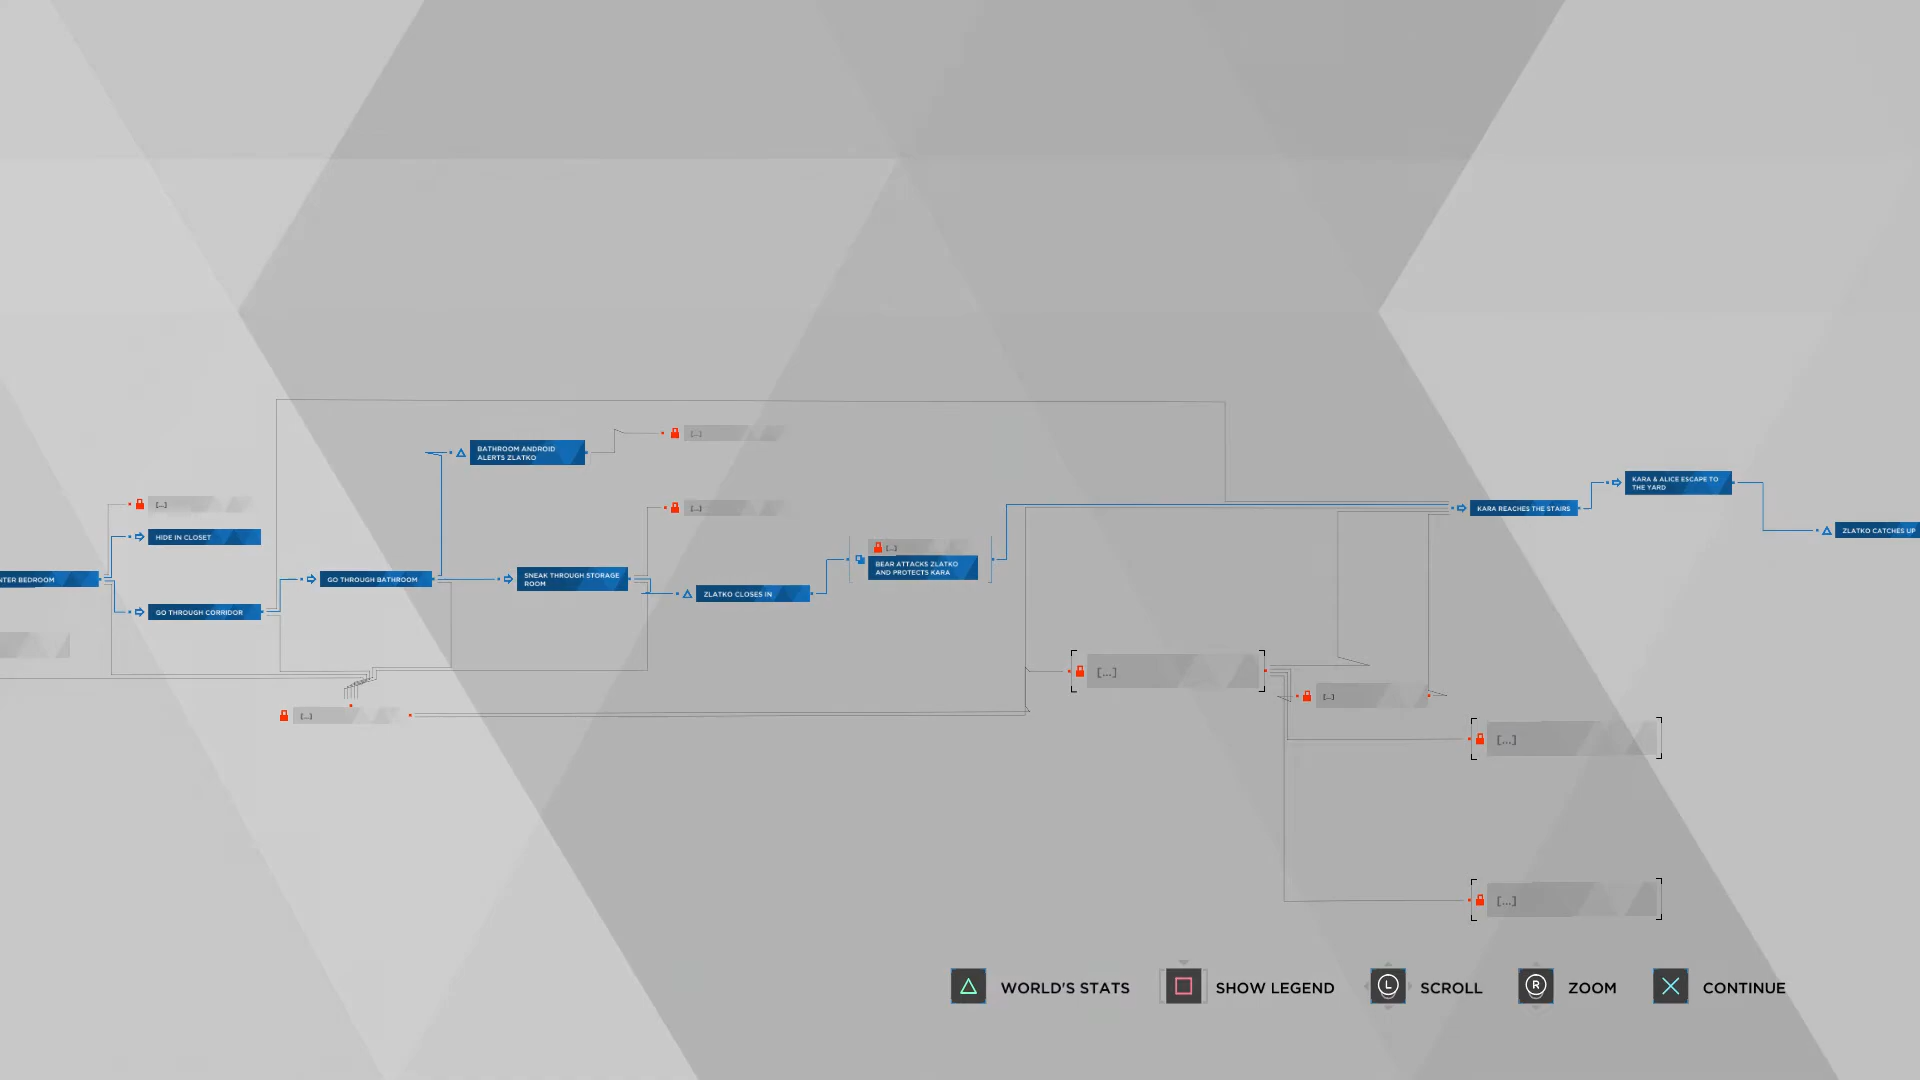 BATHROOM ANDROID
ALERTS ZLATKO
[...]
KARA & ALICE ESCAPE TO
THE YARD
[...]
[...]
KARA REACHES THE STAIRS
ZLATKO CATCHES UP
HIDE IN CLOSET
[...]
BEAR ATTACKS ZLATKO
AND PROTECTS KARA
NTER BEDROOM
GO THROUGH BATHROOM
SNEAK THROUGH STORAGE
ROOM
ZLATKO CLOSES IN
GO THROUGH CORRIDOR
[...]
[...]
[...]
[...]
[...]
WORLD'S STATS
SHOW LEGEND
L
SCROLL
R
ZOOM
CONTINUE